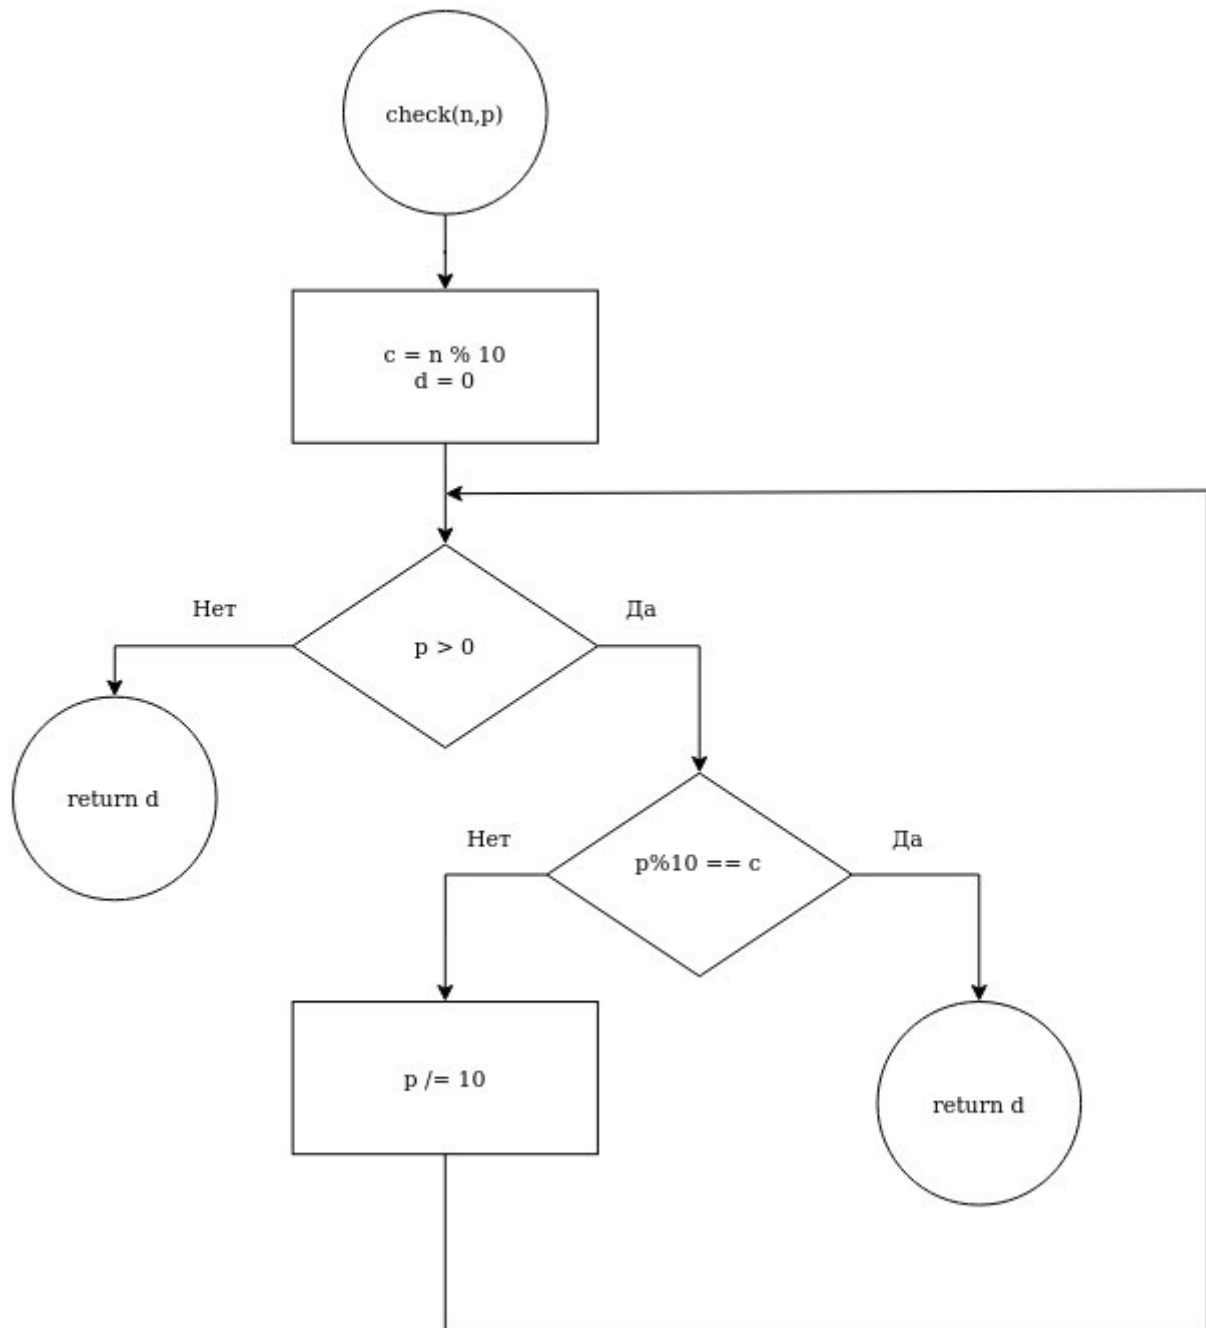 check(n,p)
c = n % 10
d = 0
Нет
Да
p > 0
return d
Нет
Да
p%10 == c
p /= 10
return d